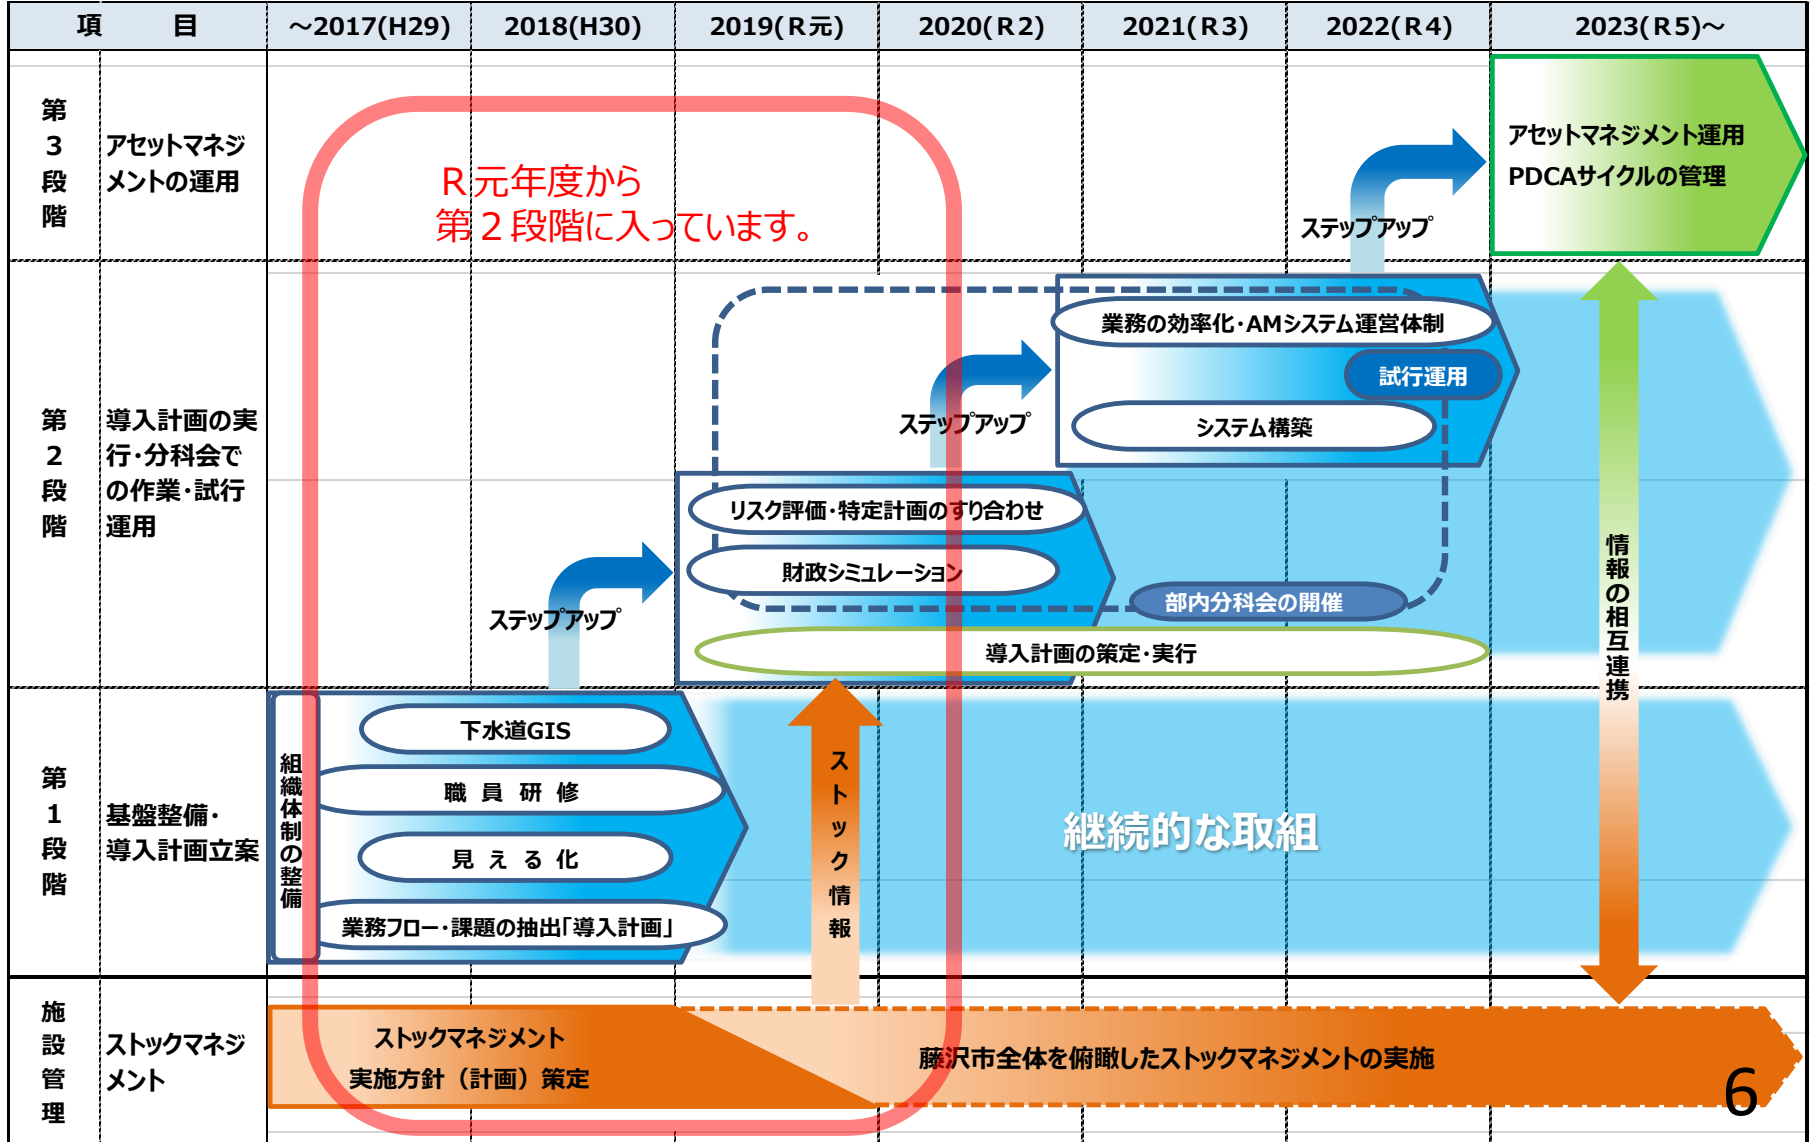 項　目
～2017(H29)
2018(H30)
2019(R元)
2020(R2)
2021(R3)
2022(R4)
2023(R5)～
第3段階
アセットマネジ
メントの運用
R元年度から
第２段階に入っています。
ステップアップ
アセットマネジメント運用
PDCAサイクルの管理
第2段階
導入計画の実
行・分科会で
の作業・試行
運用
業務の効率化・AMシステム運営体制
試行運用
システム構築
ステップアップ
リスク評価・特定計画のすり合わせ
財政シミュレーション
部内分科会の開催
導入計画の策定・実行
ステップアップ
情報の相互連携
第1段階
基盤整備・
導入計画立案
組織体制の整備
下水道GIS
職員研修
見える化
業務フロー・課題の抽出「導入計画」
ストック情報
継続的な取組
施設管理
ストックマネジ
メント
ストックマネジメント
実施方針（計画）策定
藤沢市全体を俯瞰したストックマネジメントの実施
6